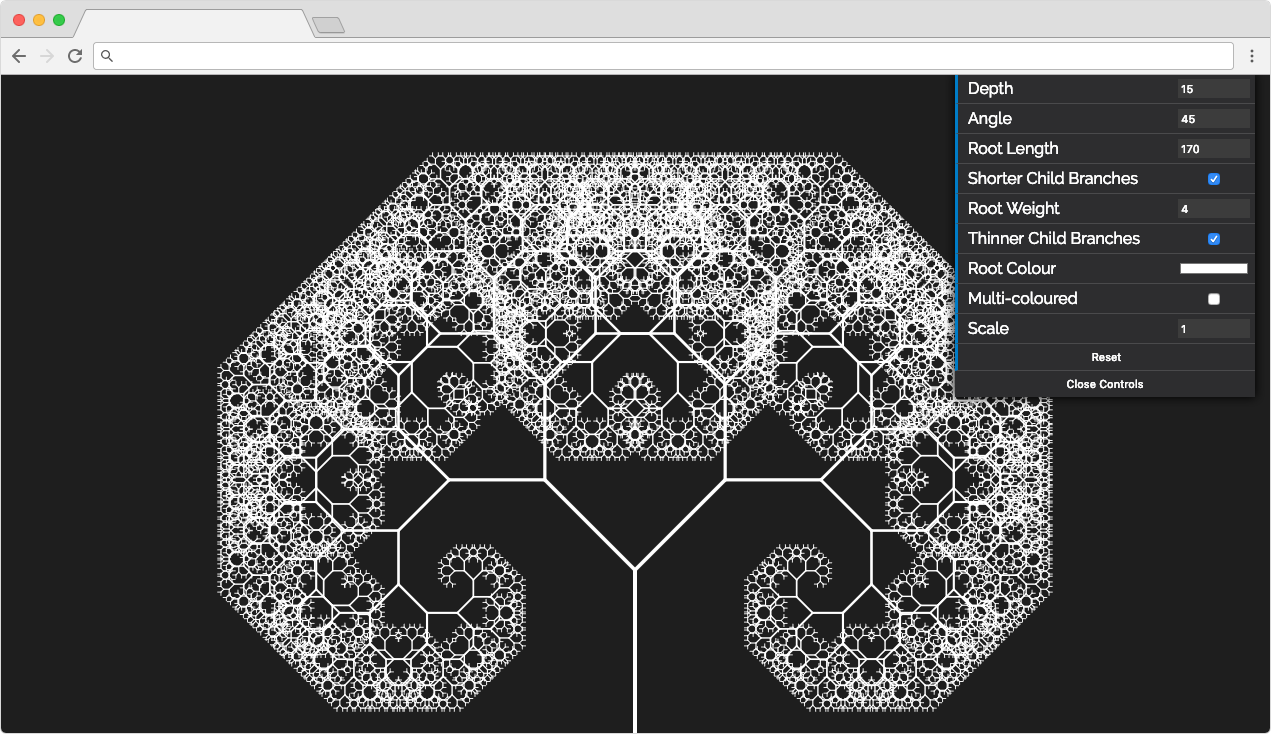 Depth 15
Angle 45
Root Length 170
Shorter Child Branches
Root Weight 4
Thinner Child Branches
Root Colour
Multi-coloured
Scale 1
Reset
Close Controls